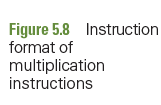 Figure 5.8 Instruction
format of
multiplication
instructions